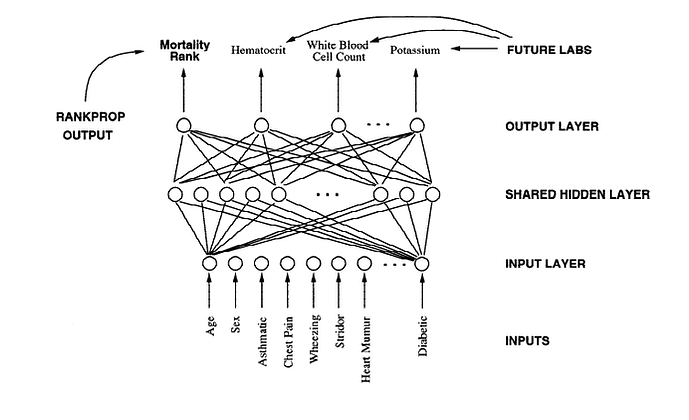 Mortality
Rank
Hematocrit
White Blood
Cell Count
Potassium
FUTURE LABS
RANKPROP
OUTPUT
OUTPUT LAYER
SHARED HIDDEN LAYER
INPUT LAYER
Age
Sex
Asthmatic
Chest Pain
Wheezing
Stridor
Heart Mumur
Diabetic
INPUTS